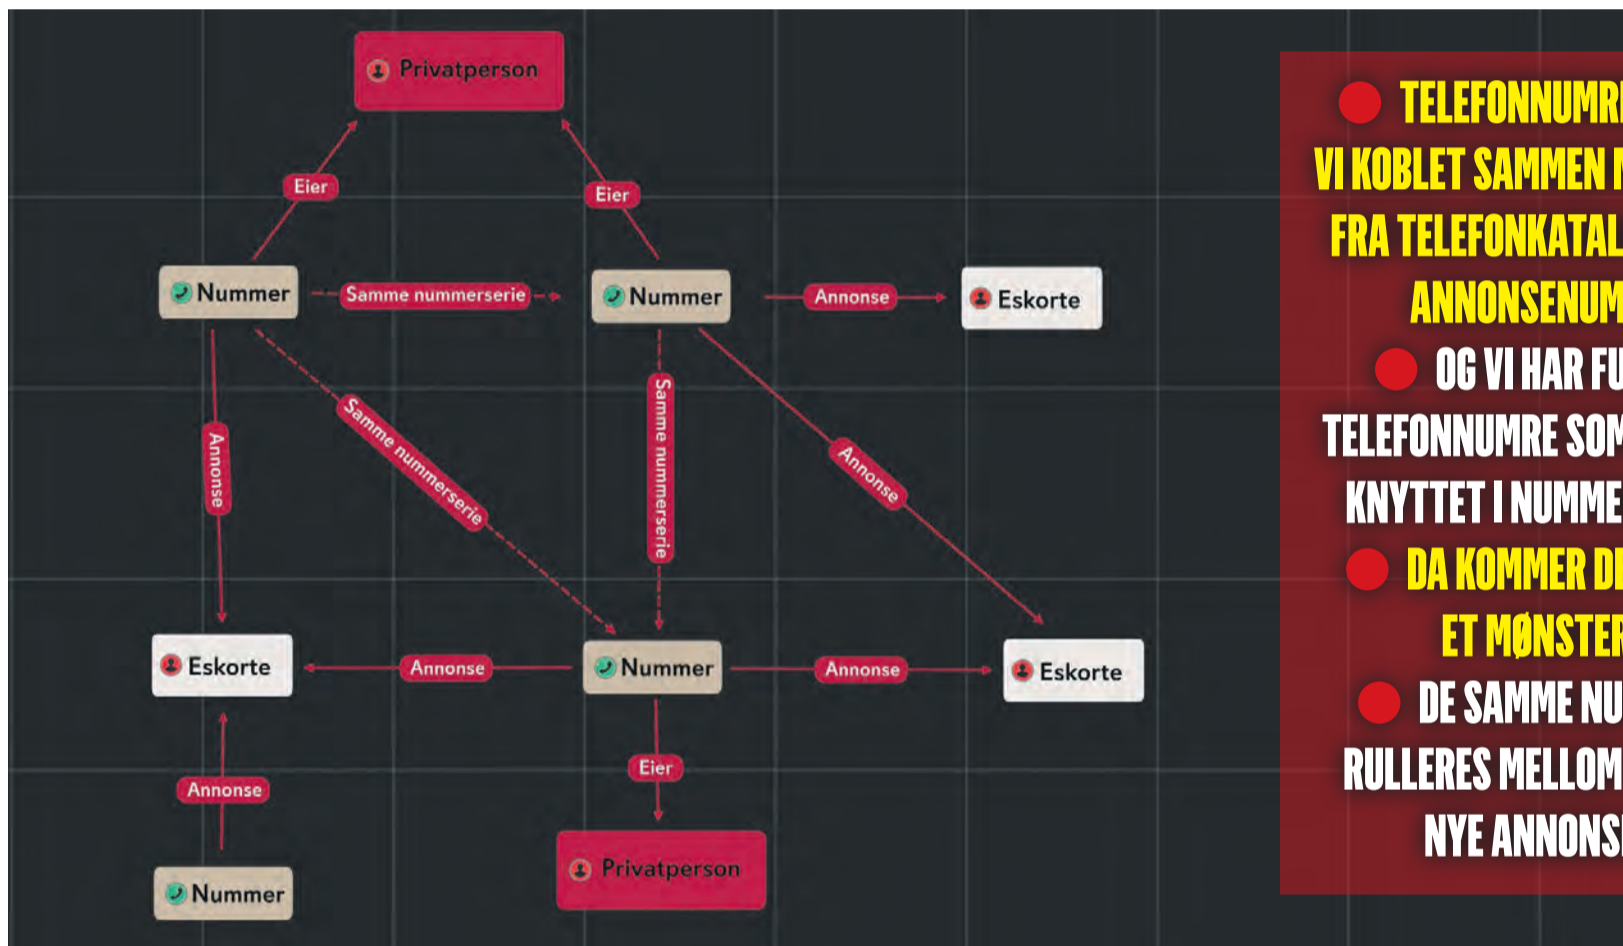 Privatperson
Eier
Eier
Nummer
Samme nummerserie
Nummer
Annonse
Eskorte
Annonse
Samme nummerserie
Samme nummerserie
Annonse
Eskorte
Annonse
Nummer
Annonse
Eskorte
Annonse
Eier
Nummer
Privatperson
TELEFONNUMRE
VI KOBLET SAMMEN
FRA TELEFONKATAL
ANNONSENUM
OG VI HAR FU
TELEFONNUMRE SOM
KNYTTET I NUMME
DA KOMMER DE
ET MØNSTER
DE SAMME NU
RULLERES MELLOM
NYE ANNONS